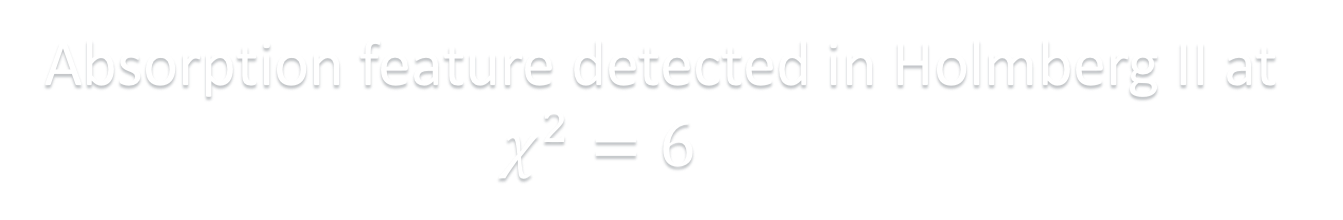 Absorption feature detected in Holmberg II at
χ² = 6